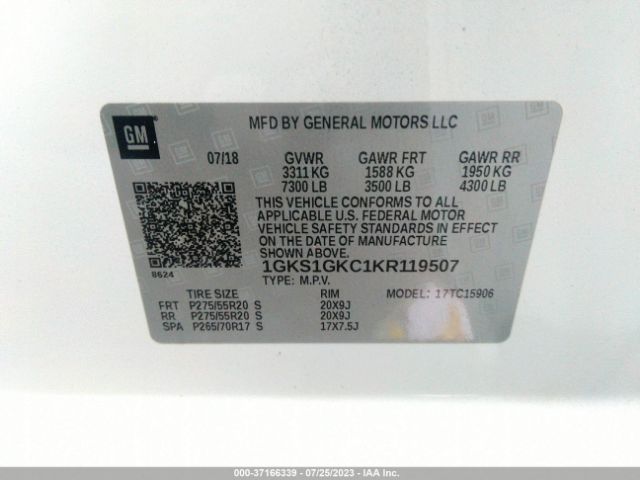 GM
MFD BY GENERAL MOTORS LLC
07/18 GVWR GAWR FRT GAWR RR
3311 KG 1588 KG 1950 KG
7300 LB 3500 LB 4300 LB
THIS VEHICLE CONFORMS TO ALL
APPLICABLE U.S. FEDERAL MOTOR
VEHICLE SAFETY STANDARDS IN EFFECT
ON THE DATE OF MANUFACTURE
SHOWN ABOVE.
8624
1GKS1GKC1KR119507
TYPE: M.P.V.
TIRE SIZE RIM MODEL: 17TC15906
FRT P275/55R20 S 20X9J
RR P275/55R20 S 20X9J
SPA P265/70R17 S 17X7.5J
000-37166339 - 07/25/2023 - IAAI.COM